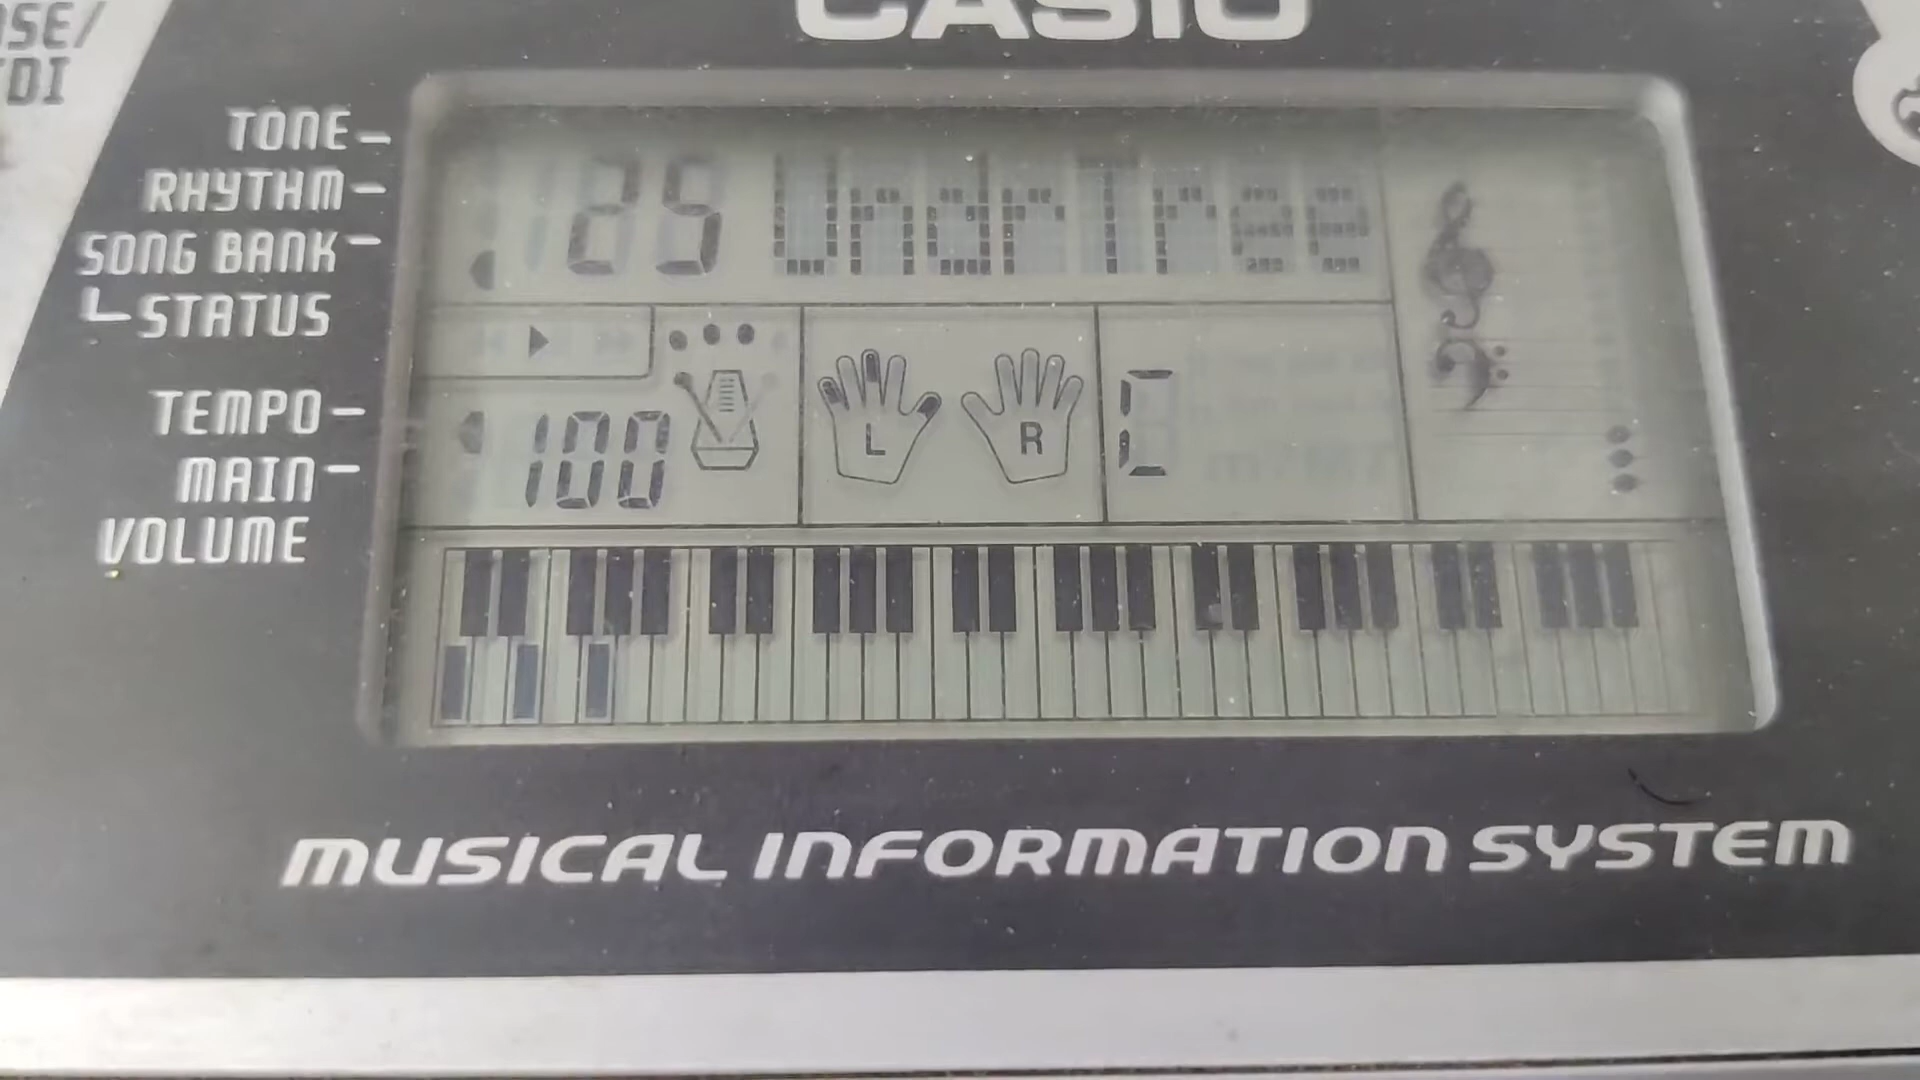 CASIO
TONE
RHYTHM
SONG BANK
STATUS
TEMPO
MAIN
VOLUME
25 UndrTree
100
L R
C
MUSICAL INFORMATION SYSTEM